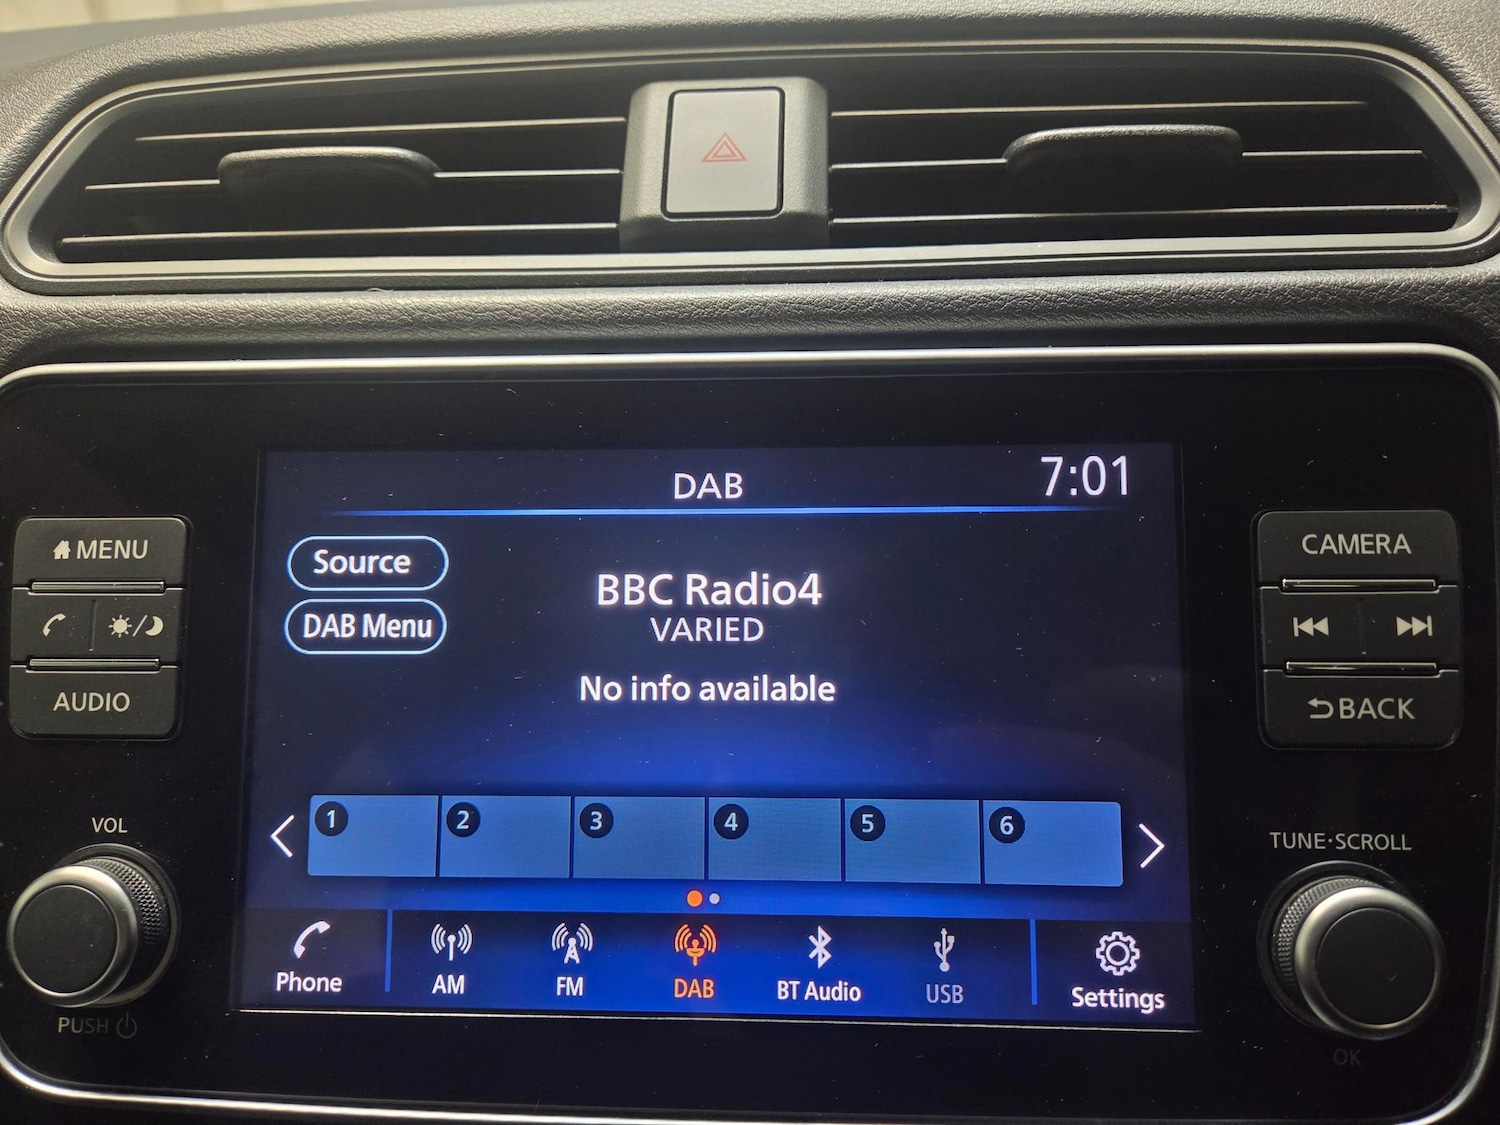 DAB
7:01
MENU
CAMERA
Source
BBC Radio4
DAB Menu
VARIED
No info available
AUDIO
BACK
1 2 3 4 5 6
VOL
TUNE·SCROLL
Phone
AM
FM
DAB
BT Audio
USB
Settings
PUSH
OK